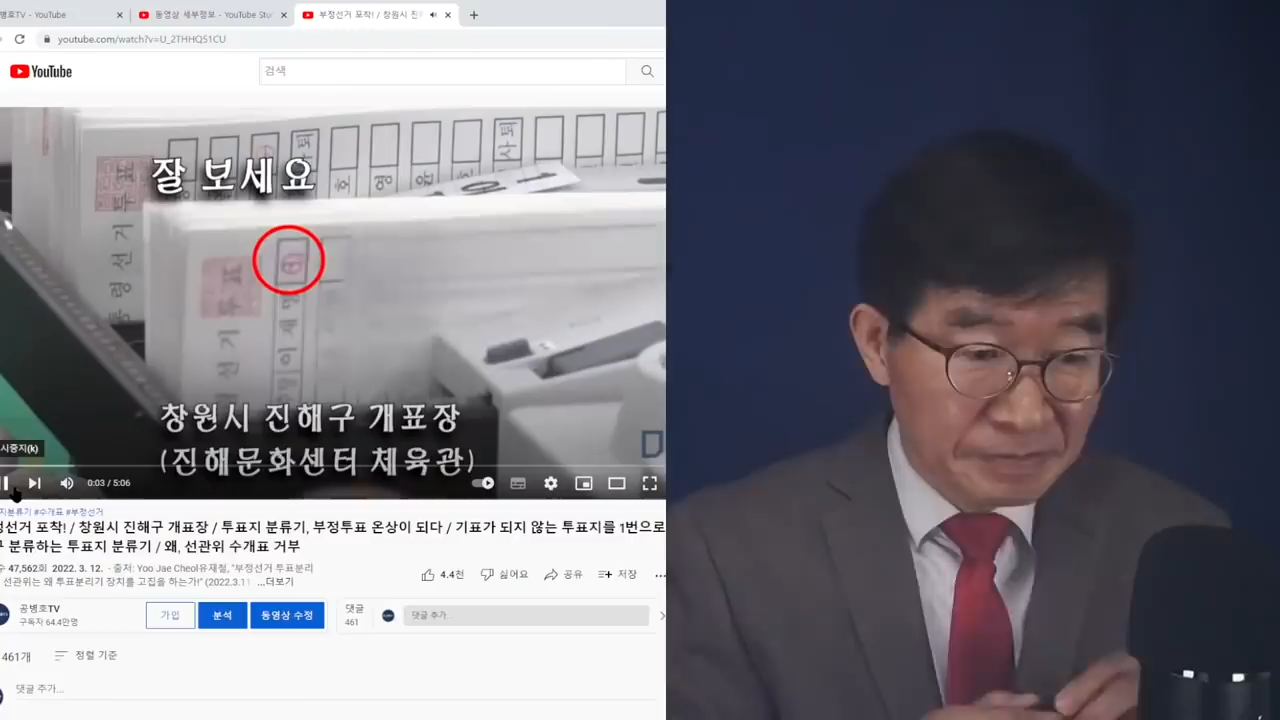 병호TV - YouTube
동영상 세부정보 - YouTube Stu
부정선거 포착! / 창원시 진
youtube.com/watch?v=U_2THHQS1CU
YouTube
검색
잘 보세요
창원시 진해구 개표장
(진해문화센터 체육관)
시중지(k)
0:03 / 5:06
지분류기 #수개표 #부정선거
정선거 포착! / 창원시 진해구 개표장 / 투표지 분류기, 부정투표 온상이 되다 / 기표가 되지 않는 투표지를 1번으로
구 분류하는 투표지 분류기 / 왜, 선관위 수개표 거부
수 47,562회 2022. 3. 12. - 출처: Yoo Jae Cheol유재철, "부정선거 투표분리
선관위는 왜 투표분리기 장치를 고집을 하는가!" (2022.3.11 ...더보기
4.4천
싫어요
공유
저장
공병호TV
구독자 64.4만명
가입
분석
동영상 수정
댓글
461
댓글 추가...
461개
정렬 기준
댓글 추가...